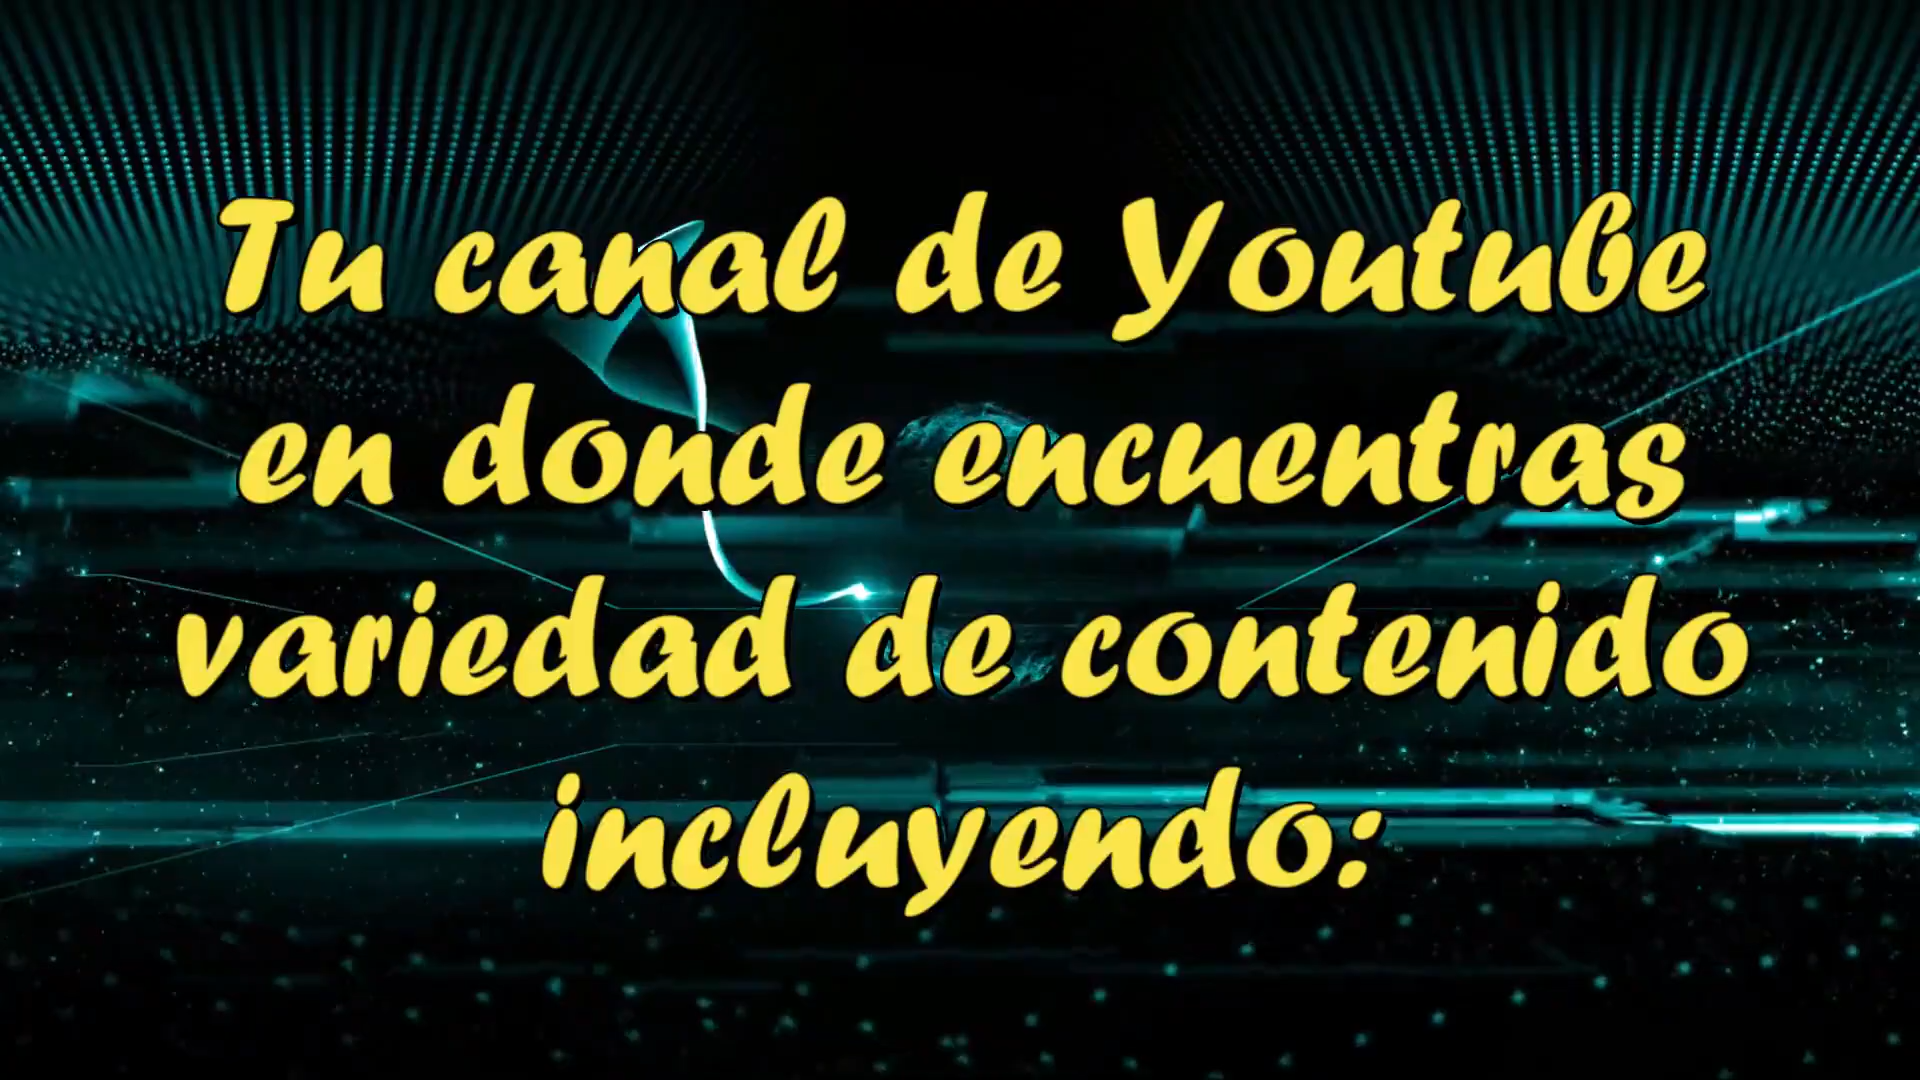 Tu canal de Youtube
en donde encuentras
variedad de contenido
incluyendo: